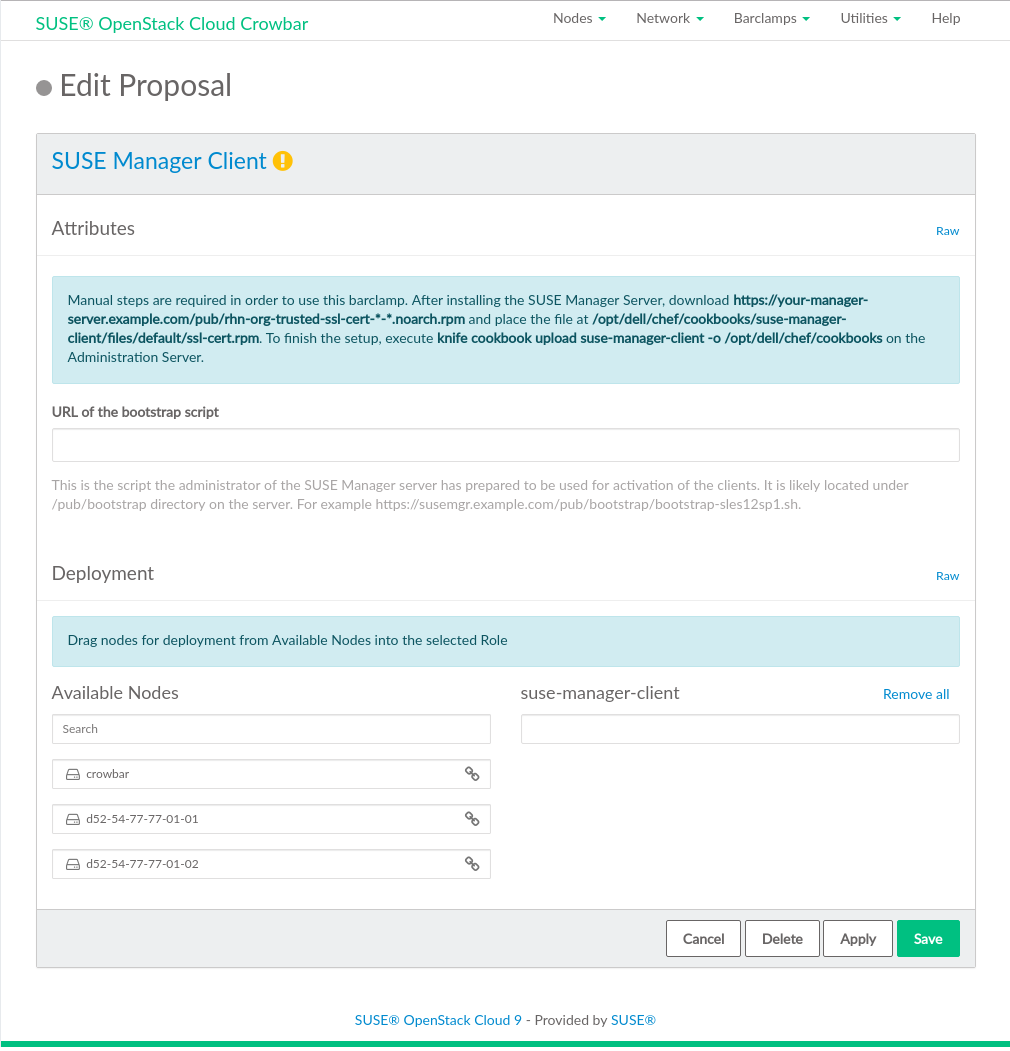 SUSE® OpenStack Cloud Crowbar
Nodes
Network
Barclamps
Utilities
Help
Edit Proposal
SUSE Manager Client
Attributes
Raw
Manual steps are required in order to use this barclamp. After installing the SUSE Manager Server, download https://your-manager-
server.example.com/pub/rhn-org-trusted-ssl-cert-*-*.noarch.rpm and place the file at /opt/dell/chef/cookbooks/suse-manager-
client/files/default/ssl-cert.rpm. To finish the setup, execute knife cookbook upload suse-manager-client -o /opt/dell/chef/cookbooks on the
Administration Server.
URL of the bootstrap script
This is the script the administrator of the SUSE Manager server has prepared to be used for activation of the clients. It is likely located under
/pub/bootstrap directory on the server. For example https://susemgr.example.com/pub/bootstrap/bootstrap-sles12sp1.sh.
Deployment
Raw
Drag nodes for deployment from Available Nodes into the selected Role
Available Nodes
suse-manager-client
Remove all
Search
crowbar
d52-54-77-77-01-01
d52-54-77-77-01-02
Cancel
Delete
Apply
Save
SUSE® OpenStack Cloud 9 - Provided by SUSE®